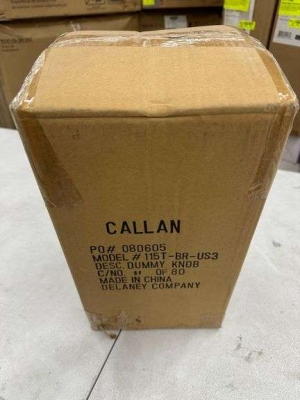 CALLAN
PO# 080605
MODEL # 115T-BR-US3
DESC. DUMMY KNOB
C/NO. OF 80
MADE IN CHINA
DELANEY COMPANY